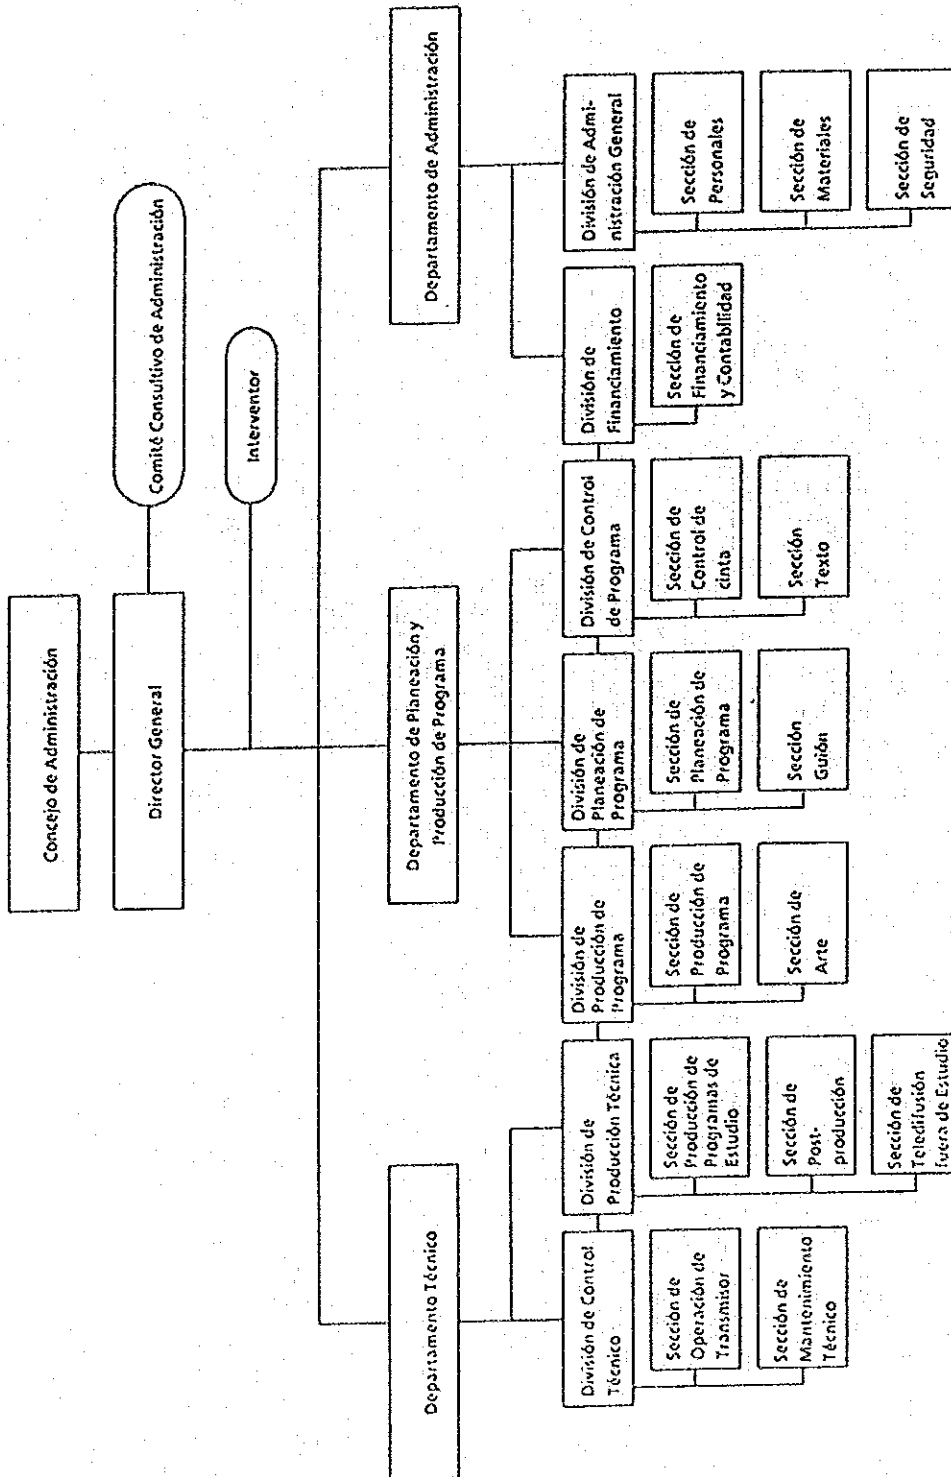 Concejo de Administración
Director General
Comité Consultivo de Administración
Interventor
Departamento Técnico
Departamento de Planeación y
Producción de Programa
Departamento de Administración
División de Control
Técnico
Sección de
Operación de
Transmisor
Sección de
Mantenimiento
Técnico
División de
Producción Técnica
Sección de
Producción de
Programas de
Estudio
Sección de
Post-
producción
Sección de
Teledifusión
fuera de Estudio
División de
Producción de
Programa
Sección de
Producción de
Programa
Sección de
Arte
División de
Planeación de
Programa
Sección de
Planeación de
Programa
Sección
Guión
División de Control
de Programa
Sección de
Control de
cinta
Sección
Texto
División de
Financiamiento
Sección de
Financiamiento
y Contabilidad
División de Admi-
nistración General
Sección de
Personales
Sección de
Materiales
Sección de
Seguridad